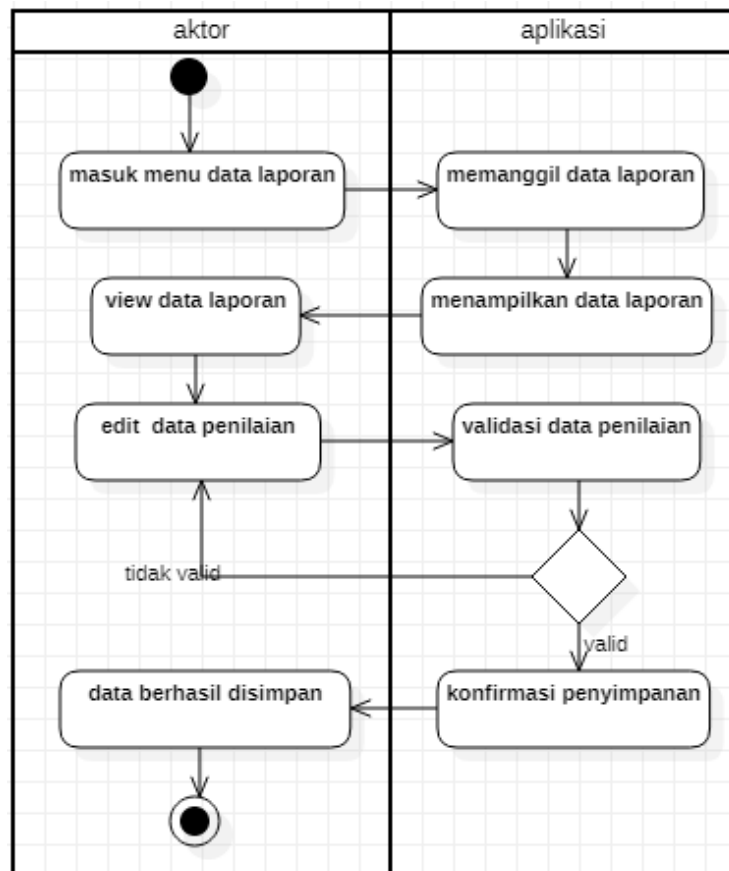 aktor
aplikasi
masuk menu data laporan
memanggil data laporan
view data laporan
menampilkan data laporan
edit  data penilaian
validasi data penilaian
tidak valid
valid
data berhasil disimpan
konfirmasi penyimpanan